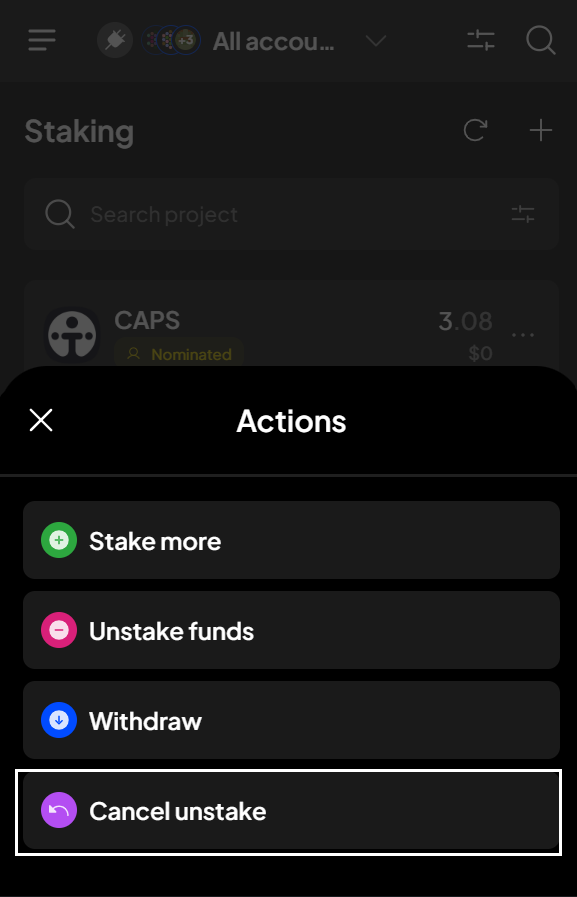 +3 All accou...
Staking
Search project
CAPS
3.08
Nominated
$0
Actions
Stake more
Unstake funds
Withdraw
Cancel unstake